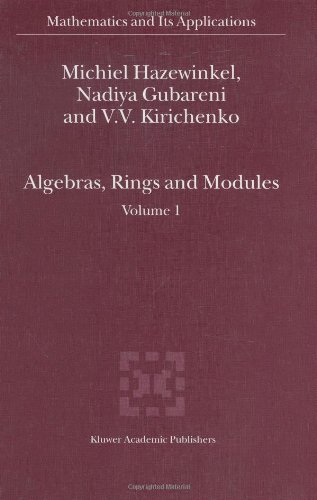 Mathematics and Its Applications
Michiel Hazewinkel,
Nadiya Gubareni
and V.V. Kirichenko
Algebras, Rings and Modules
Volume 1
Kluwer Academic Publishers